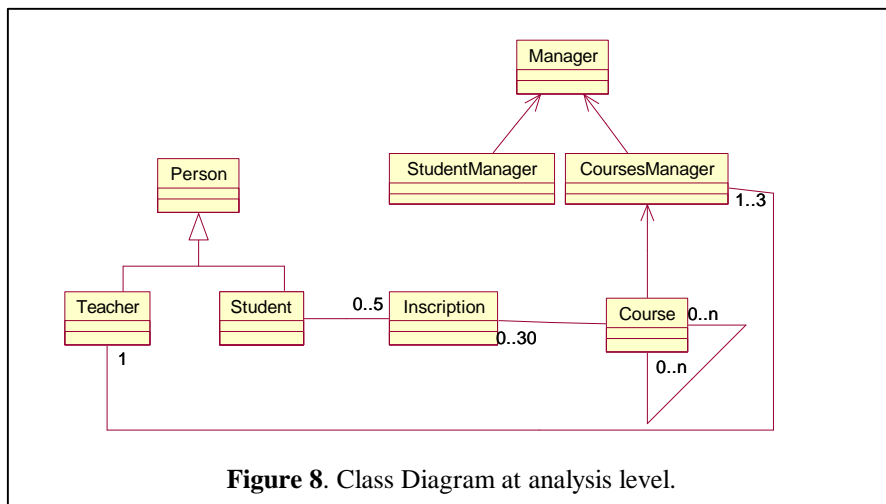 Manager
StudentManager
CoursesManager
Person
1..3
Teacher
Student
0..5
Inscription
Course
0..n
0..30
1
0..n
Figure 8. Class Diagram at analysis level.